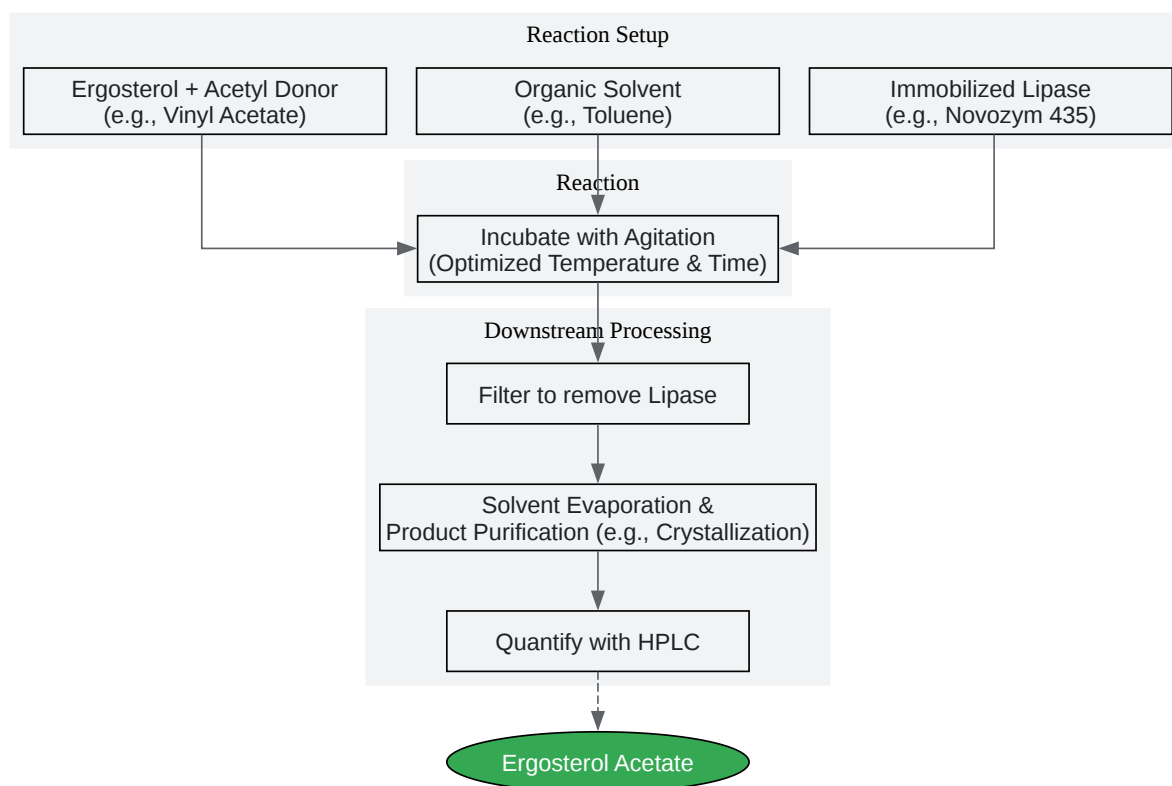 Reaction Setup
Ergosterol + Acetyl Donor
(e.g., Vinyl Acetate)
Organic Solvent
(e.g., Toluene)
Immobilized Lipase
(e.g., Novozym 435)
Reaction
Incubate with Agitation
(Optimized Temperature & Time)
Downstream Processing
Filter to remove Lipase
Solvent Evaporation &
Product Purification (e.g., Crystallization)
Quantify with HPLC
Ergosterol Acetate